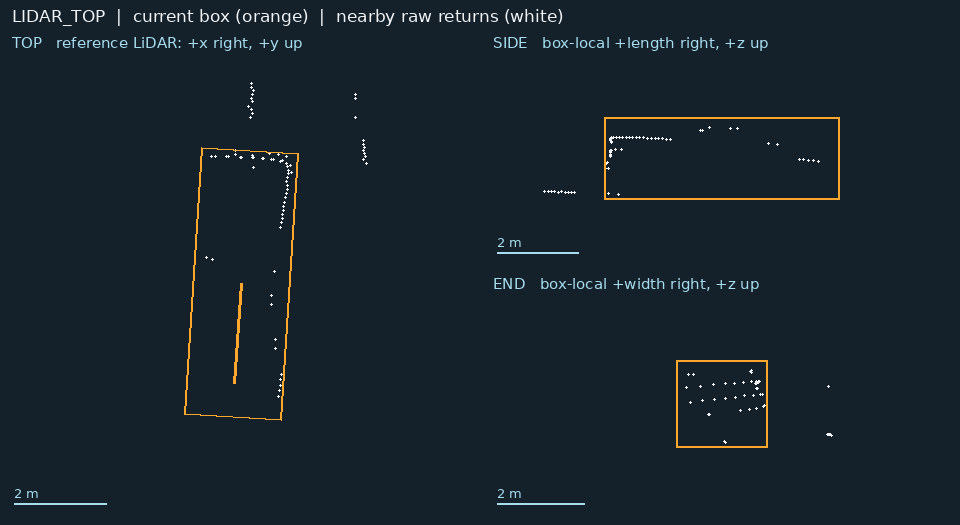 LIDAR_TOP | current box (orange) | nearby raw returns (white)
TOP reference LiDAR: +x right, +y up
SIDE box-local +length right, +z up
2 m
END box-local +width right, +z up
2 m
2 m